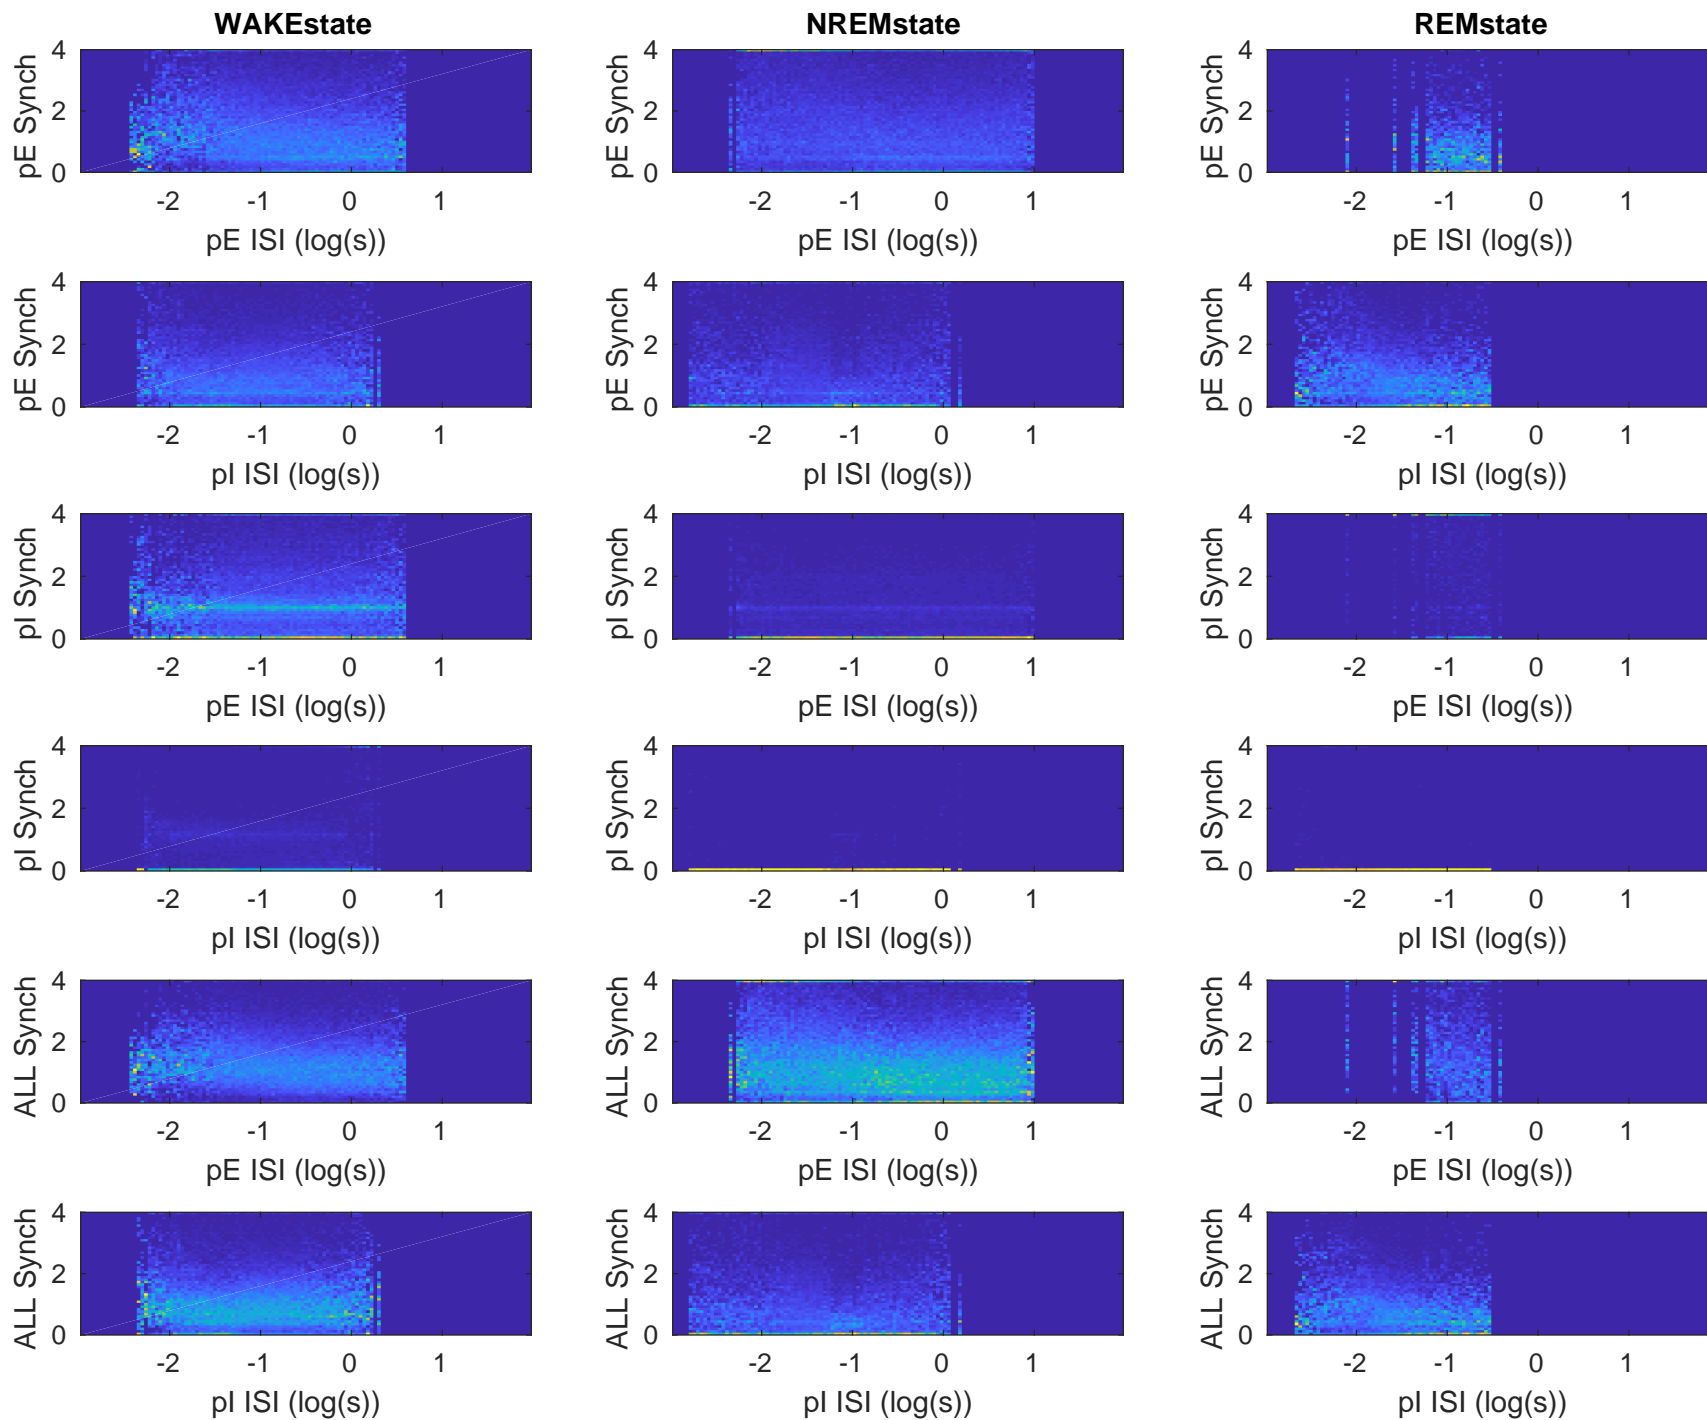 WAKEstate NREMstate REMstate
4 4 4
pE Synch pE Synch pE Synch
2 2 2
0 0 0
-2 -1 0 1 -2 -1 0 1 -2 -1 0 1
pE ISI (log(s)) pE ISI (log(s)) pE ISI (log(s))
4 4 4
pE Synch pE Synch pE Synch
2 2 2
0 0 0
-2 -1 0 1 -2 -1 0 1 -2 -1 0 1
pI ISI (log(s)) pI ISI (log(s)) pI ISI (log(s))
4 4 4
pI Synch pI Synch pI Synch
2 2 2
0 0 0
-2 -1 0 1 -2 -1 0 1 -2 -1 0 1
pE ISI (log(s)) pE ISI (log(s)) pE ISI (log(s))
4 4 4
pI Synch pI Synch pI Synch
2 2 2
0 0 0
-2 -1 0 1 -2 -1 0 1 -2 -1 0 1
pI ISI (log(s)) pI ISI (log(s)) pI ISI (log(s))
4 4 4
ALL Synch ALL Synch ALL Synch
2 2 2
0 0 0
-2 -1 0 1 -2 -1 0 1 -2 -1 0 1
pE ISI (log(s)) pE ISI (log(s)) pE ISI (log(s))
4 4 4
ALL Synch ALL Synch ALL Synch
2 2 2
0 0 0
-2 -1 0 1 -2 -1 0 1 -2 -1 0 1
pI ISI (log(s)) pI ISI (log(s)) pI ISI (log(s))